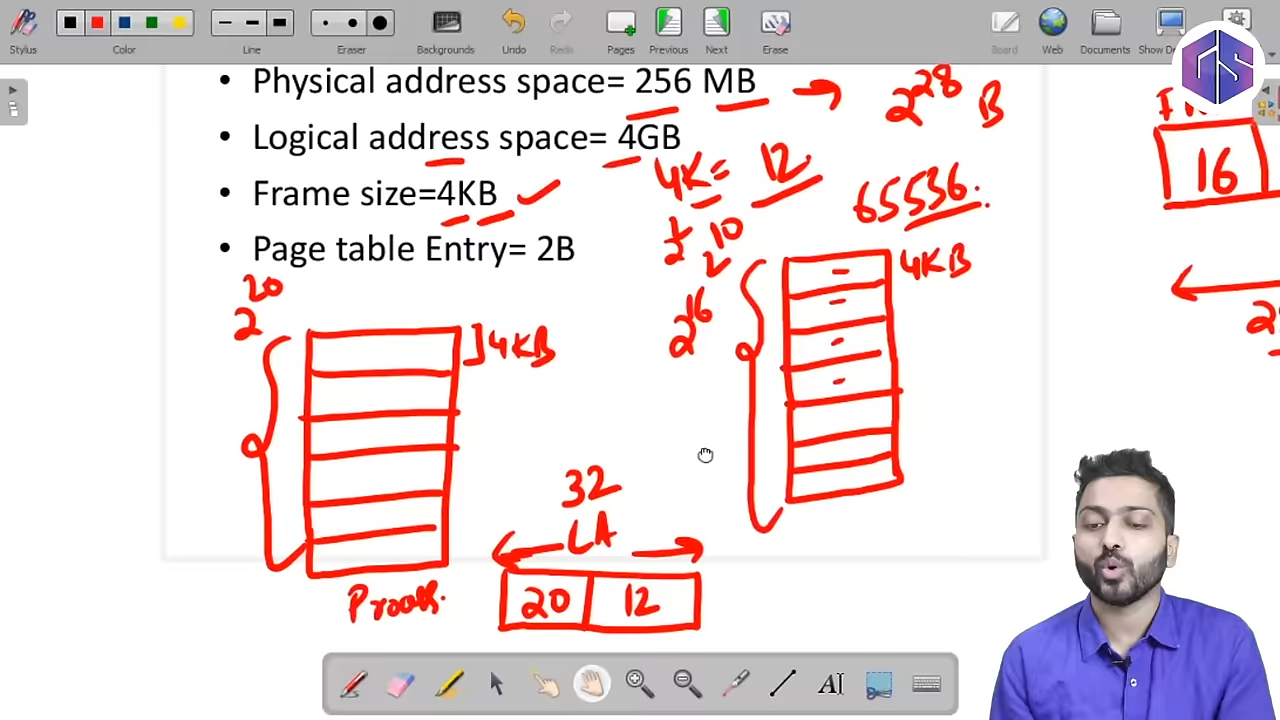 Stylus Color Line Eraser Backgrounds Undo Redo Pages Previous Next Erase Board Web Documents Show De
GS
• Physical address space= 256 MB → 2^28 B
• Logical address space= 4GB
4K= 12
• Frame size=4KB ✓
65536.
2^10
• Page table Entry= 2B
16
4KB
2^20
2^16
4KB
32
LA
20 12
AI